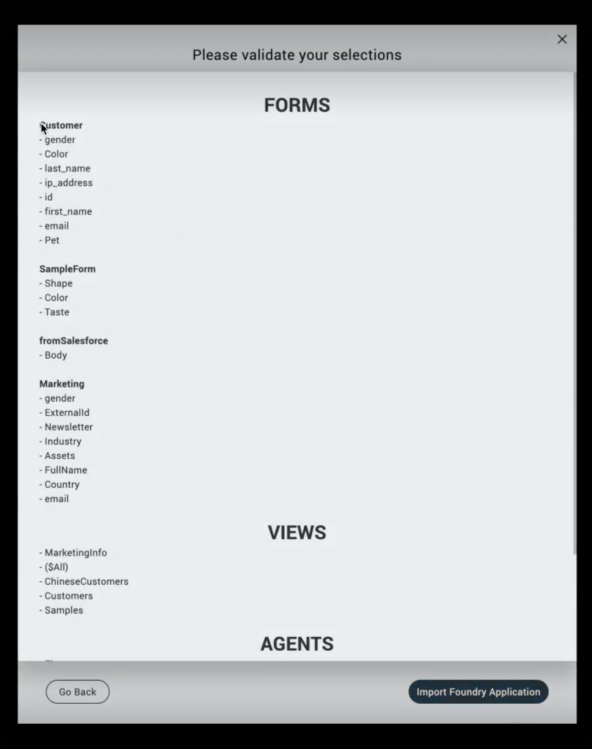 Please validate your selections
FORMS
Customer
- gender
- Color
- last_name
- ip_address
- id
- first_name
- email
- Pet
SampleForm
- Shape
- Color
- Taste
fromSalesforce
- Body
Marketing
- gender
- ExternalId
- Newsletter
- Industry
- Assets
- FullName
- Country
- email
VIEWS
- MarketingInfo
- ($All)
- ChineseCustomers
- Customers
- Samples
AGENTS
Go Back
Import Foundry Application